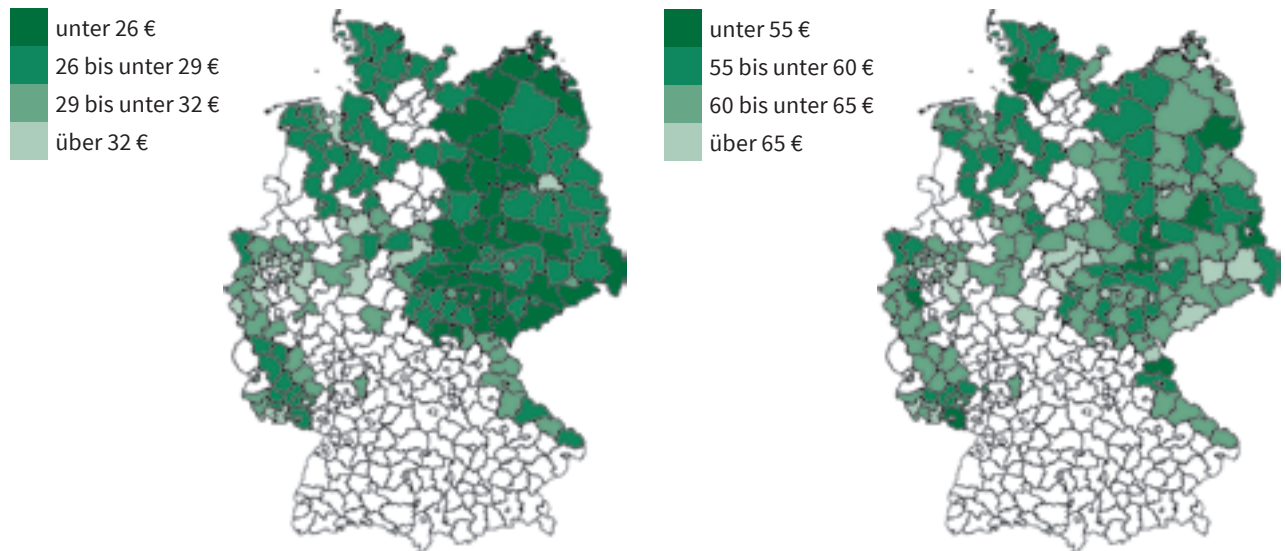 unter 26 €
26 bis unter 29 €
29 bis unter 32 €
über 32 €
unter 55 €
55 bis unter 60 €
60 bis unter 65 €
über 65 €